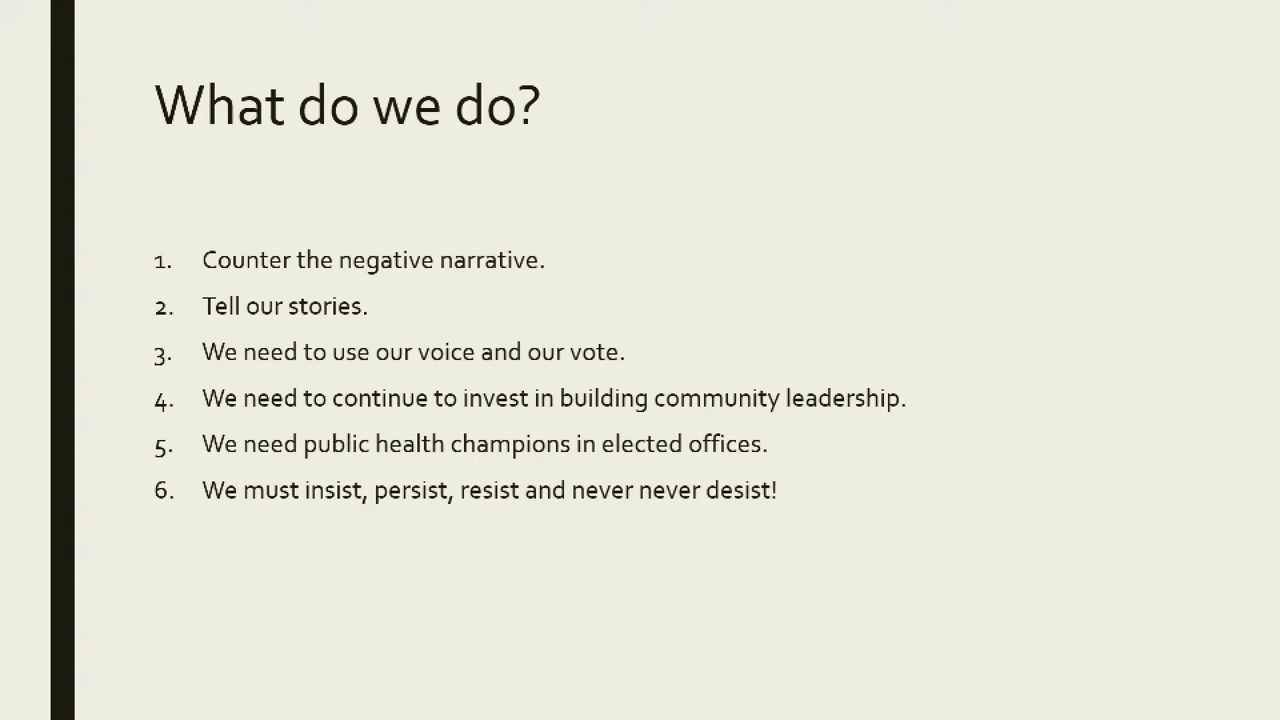 What do we do?
1. Counter the negative narrative.
2. Tell our stories.
3. We need to use our voice and our vote.
4. We need to continue to invest in building community leadership.
5. We need public health champions in elected offices.
6. We must insist, persist, resist and never never desist!